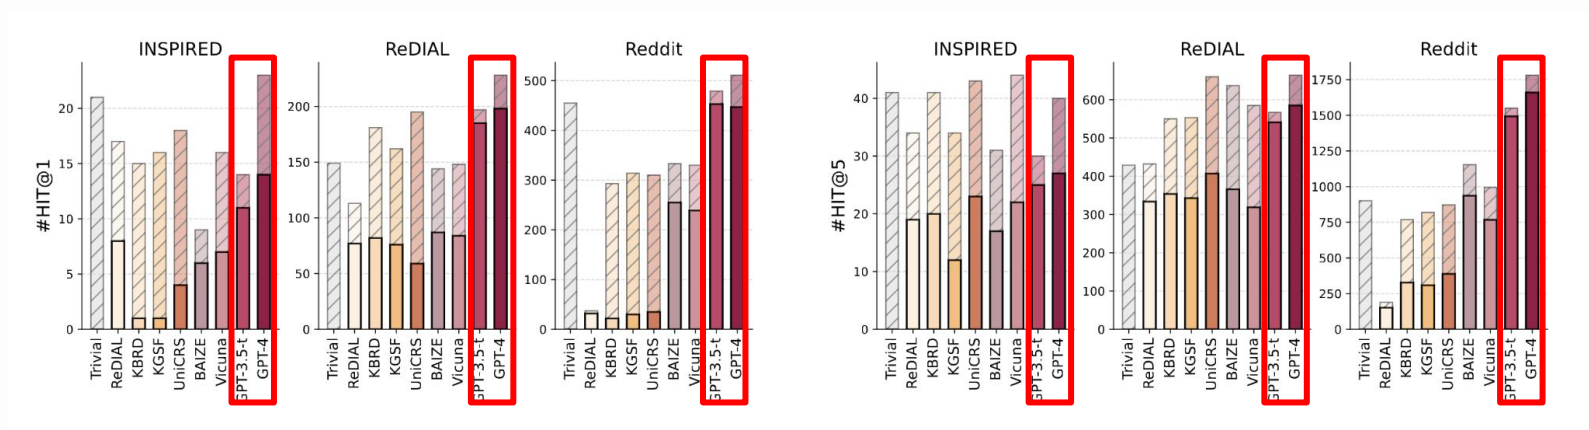 INSPIRED
#HIT@1
20
15
10
5
0
Trivial
ReDIAL
KBRD
KGSF
UniCRS
BAIZE
Vicuna
GPT-3.5-t
GPT-4
ReDIAL
200
150
100
50
0
Trivial
ReDIAL
KBRD
KGSF
UniCRS
BAIZE
Vicuna
GPT-3.5-t
GPT-4
Reddit
500
400
300
200
100
0
Trivial
ReDIAL
KBRD
KGSF
UniCRS
BAIZE
Vicuna
GPT-3.5-t
GPT-4
INSPIRED
#HIT@5
40
30
20
10
0
Trivial
ReDIAL
KBRD
KGSF
UniCRS
BAIZE
Vicuna
GPT-3.5-t
GPT-4
ReDIAL
600
500
400
300
200
100
0
Trivial
ReDIAL
KBRD
KGSF
UniCRS
BAIZE
Vicuna
GPT-3.5-t
GPT-4
Reddit
1750
1500
1250
1000
750
500
250
0
Trivial
ReDIAL
KBRD
KGSF
UniCRS
BAIZE
Vicuna
GPT-3.5-t
GPT-4